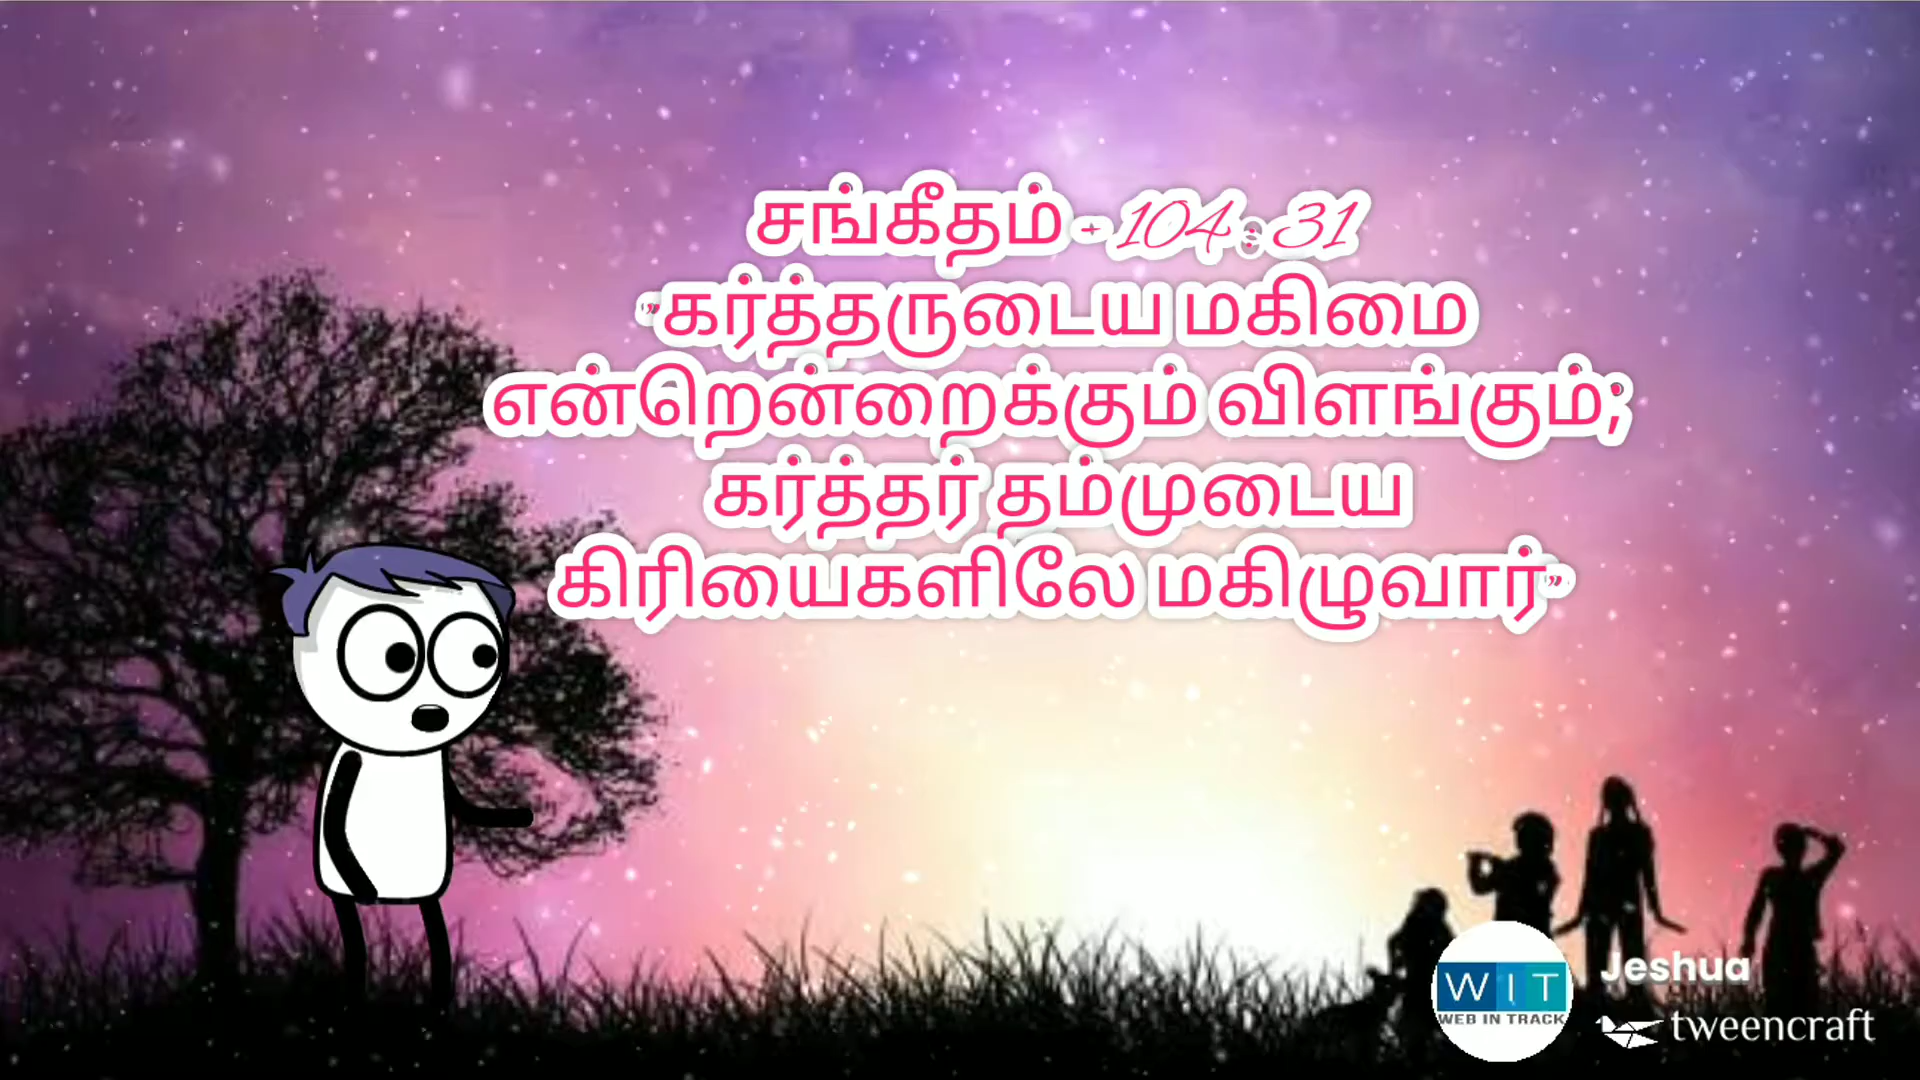 சங்கீதம் - 104 : 31
"கர்த்தருடைய மகிமை
என்றென்றைக்கும் விளங்கும்;
கர்த்தர் தம்முடைய
கிரியைகளிலே மகிழுவார்"
WIT
WEB IN TRACK
Jeshua
tweencraft